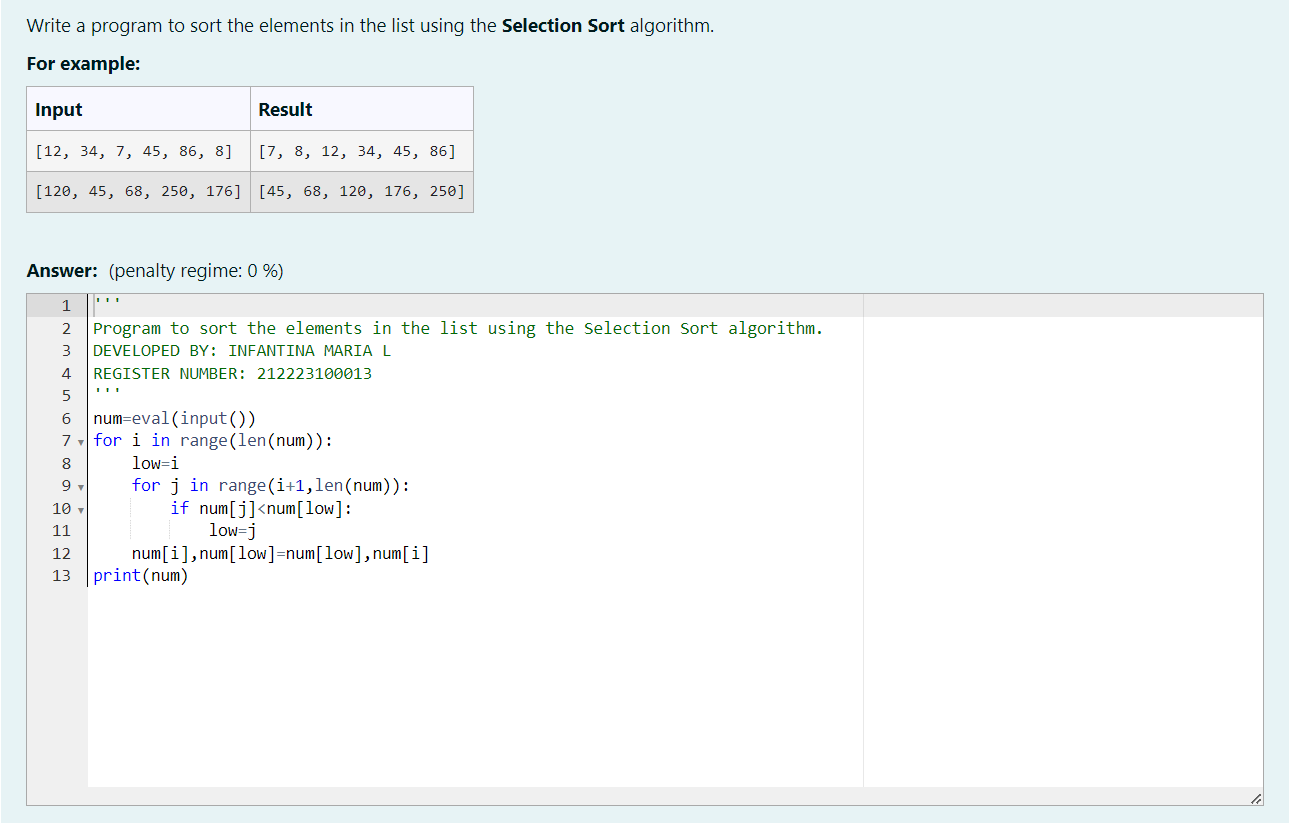 Write a program to sort the elements in the list using the Selection Sort algorithm.
For example:
Input Result
[12, 34, 7, 45, 86, 8] [7, 8, 12, 34, 45, 86]
[120, 45, 68, 250, 176] [45, 68, 120, 176, 250]
Answer: (penalty regime: 0 %)
1 '''
2 Program to sort the elements in the list using the Selection Sort algorithm.
3 DEVELOPED BY: INFANTINA MARIA L
4 REGISTER NUMBER: 212223100013
5 '''
6 num=eval(input())
7 for i in range(len(num)):
8     low=i
9     for j in range(i+1,len(num)):
10         if num[j]<num[low]:
11             low=j
12     num[i],num[low]=num[low],num[i]
13 print(num)